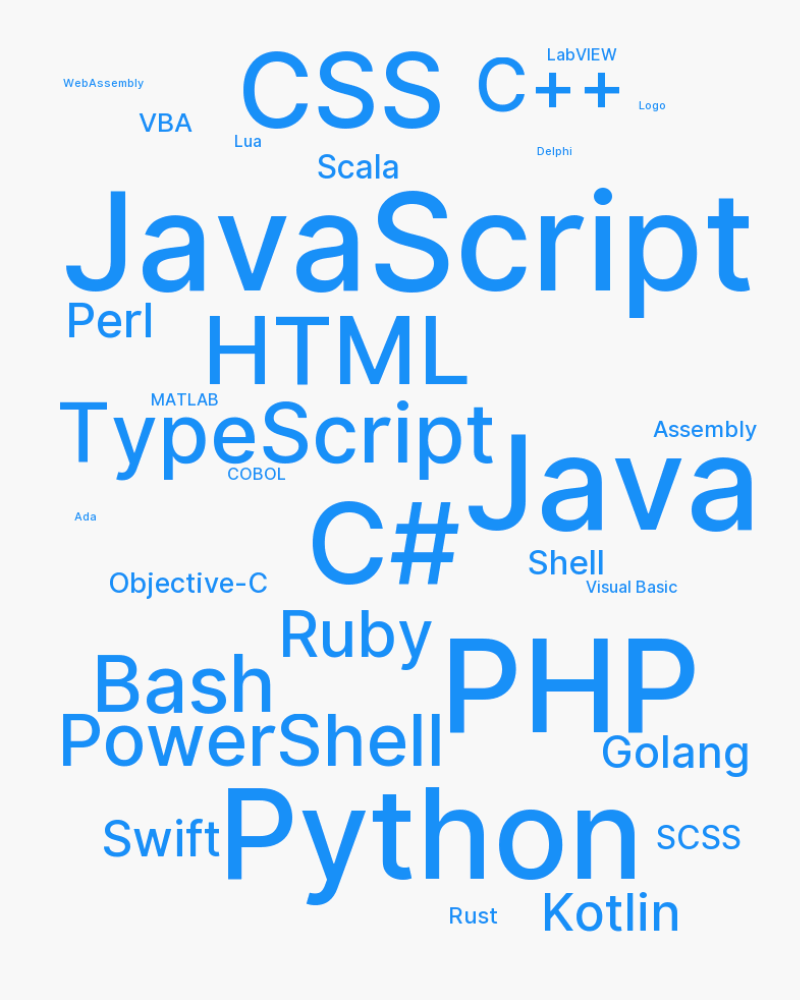 CSS
C++
LabVIEW
WebAssembly
Logo
VBA
Lua
Delphi
Scala
JavaScript
Perl
HTML
MATLAB
TypeScript
Assembly
COBOL
Java
Ada
C#
Shell
Objective-C
Visual Basic
Ruby
Bash
PHP
PowerShell
Golang
Swift
Python
SCSS
Rust
Kotlin